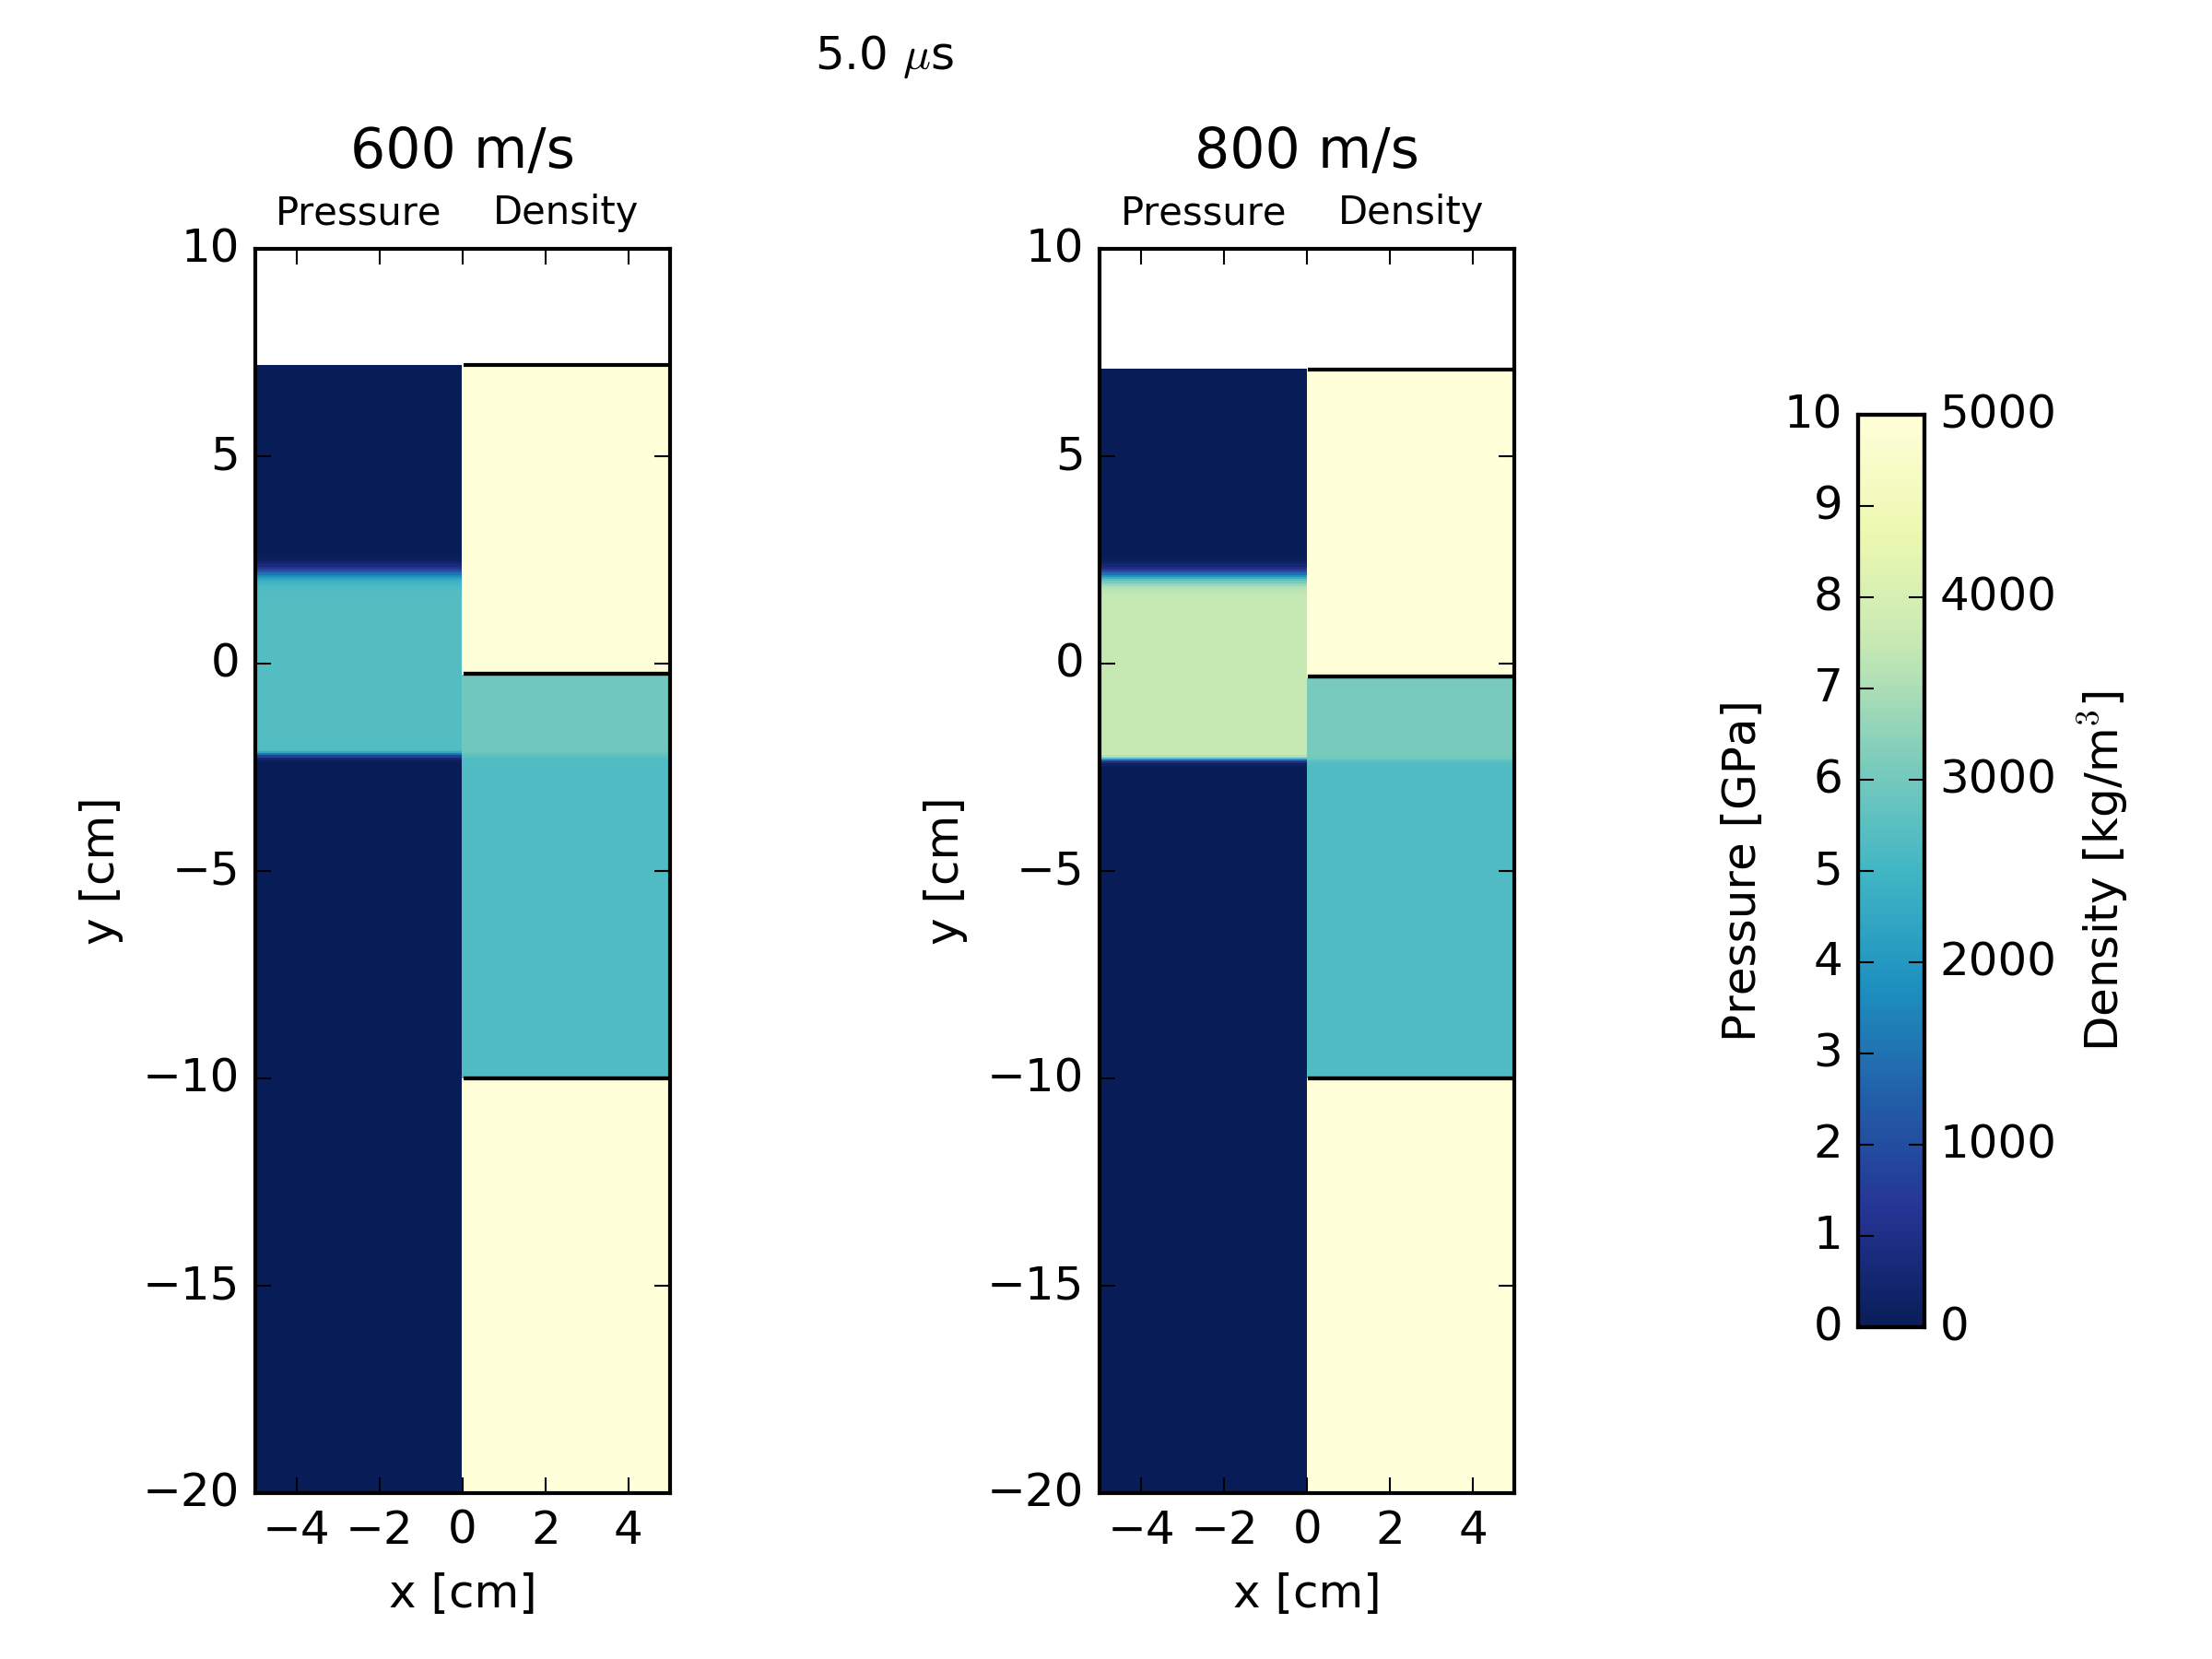 5.0 μs
600 m/s
Pressure Density
10
5
0
−5
−10
−15
−20
y [cm]
−4 −2 0 2 4
x [cm]
800 m/s
Pressure Density
10
5
0
−5
−10
−15
−20
y [cm]
−4 −2 0 2 4
x [cm]
10
9
8
7
6
5
4
3
2
1
0
Pressure [GPa]
5000
4000
3000
2000
1000
0
Density [kg/m³]